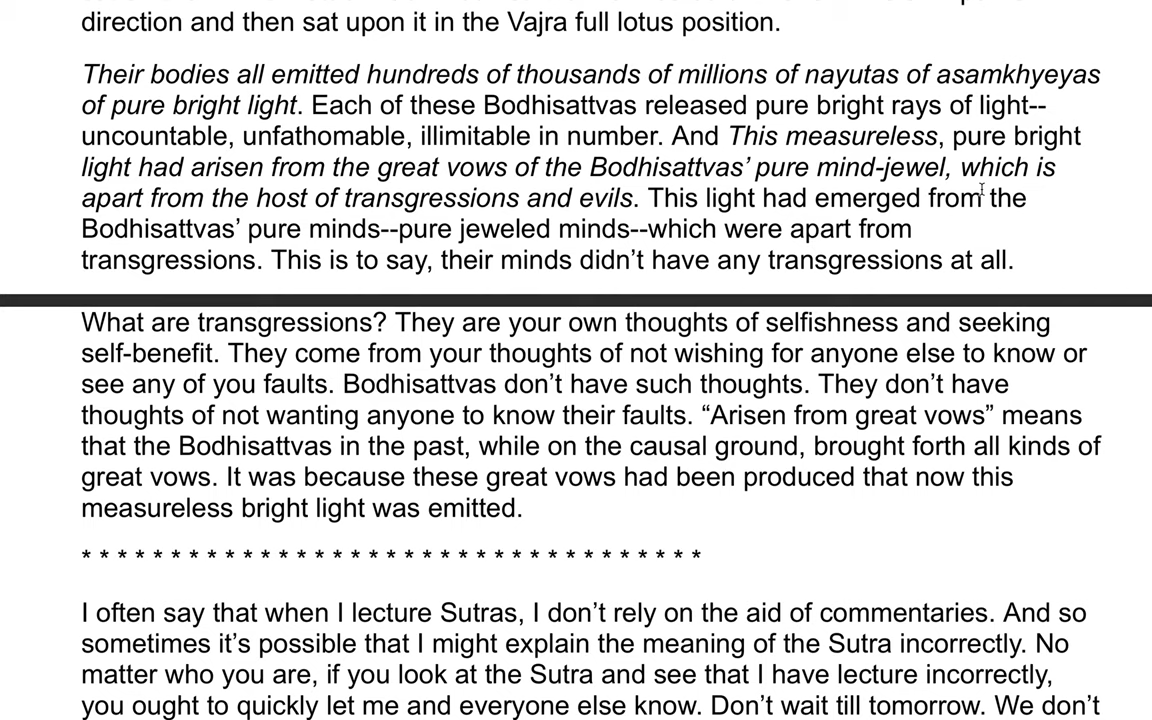 direction and then sat upon it in the Vajra full lotus position.
Their bodies all emitted hundreds of thousands of millions of nayutas of asamkhyeyas
of pure bright light. Each of these Bodhisattvas released pure bright rays of light--
uncountable, unfathomable, illimitable in number. And This measureless, pure bright
light had arisen from the great vows of the Bodhisattvas’ pure mind-jewel, which is
apart from the host of transgressions and evils. This light had emerged from the
Bodhisattvas’ pure minds--pure jeweled minds--which were apart from
transgressions. This is to say, their minds didn’t have any transgressions at all.
What are transgressions? They are your own thoughts of selfishness and seeking
self-benefit. They come from your thoughts of not wishing for anyone else to know or
see any of you faults. Bodhisattvas don’t have such thoughts. They don’t have
thoughts of not wanting anyone to know their faults. “Arisen from great vows” means
that the Bodhisattvas in the past, while on the causal ground, brought forth all kinds of
great vows. It was because these great vows had been produced that now this
measureless bright light was emitted.
* * * * * * * * * * * * * * * * * * * * * * * * * * * * * * * * * * *
I often say that when I lecture Sutras, I don’t rely on the aid of commentaries. And so
sometimes it’s possible that I might explain the meaning of the Sutra incorrectly. No
matter who you are, if you look at the Sutra and see that I have lecture incorrectly,
you ought to quickly let me and everyone else know. Don’t wait till tomorrow. We don’t